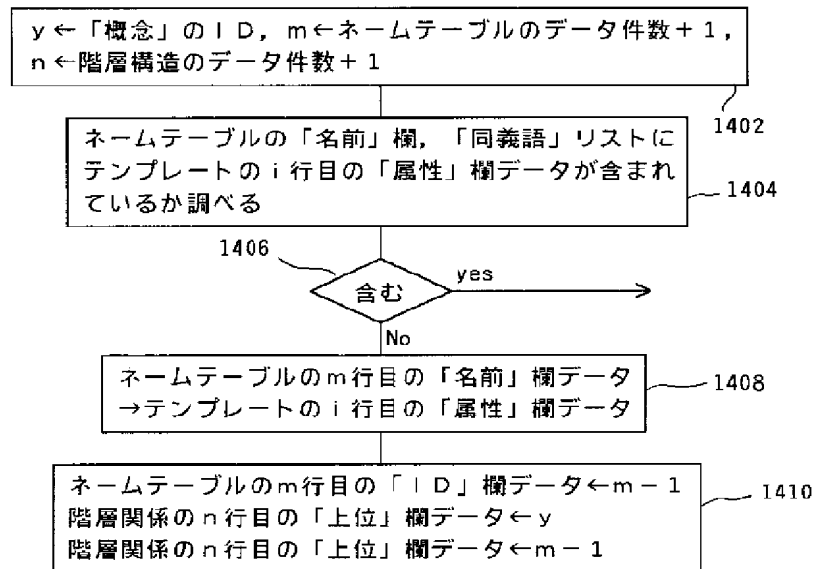 y←「概念」のＩＤ，m←ネームテーブルのデータ件数＋１，
n←階層構造のデータ件数＋１
1402
ネームテーブルの「名前」欄，「同義語」リストに
テンプレートのｉ行目の「属性」欄データが含まれ
ているか調べる
1404
1406
含む
yes
No
ネームテーブルのm行目の「名前」欄データ
→テンプレートのｉ行目の「属性」欄データ
1408
ネームテーブルのm行目の「ＩＤ」欄データ←m－１
階層関係のn行目の「上位」欄データ←y
階層関係のn行目の「上位」欄データ←m－１
1410